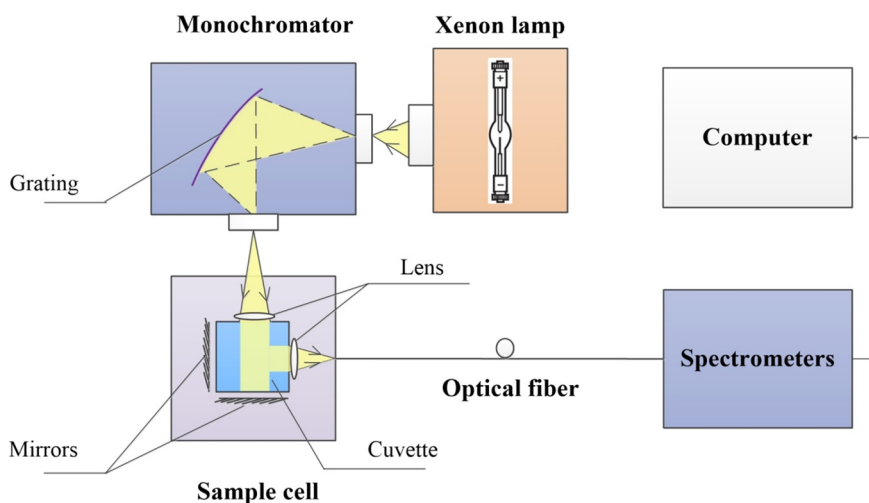 Monochromator
Xenon lamp
Computer
Grating
Lens
Spectrometers
Optical fiber
Mirrors
Cuvette
Sample cell